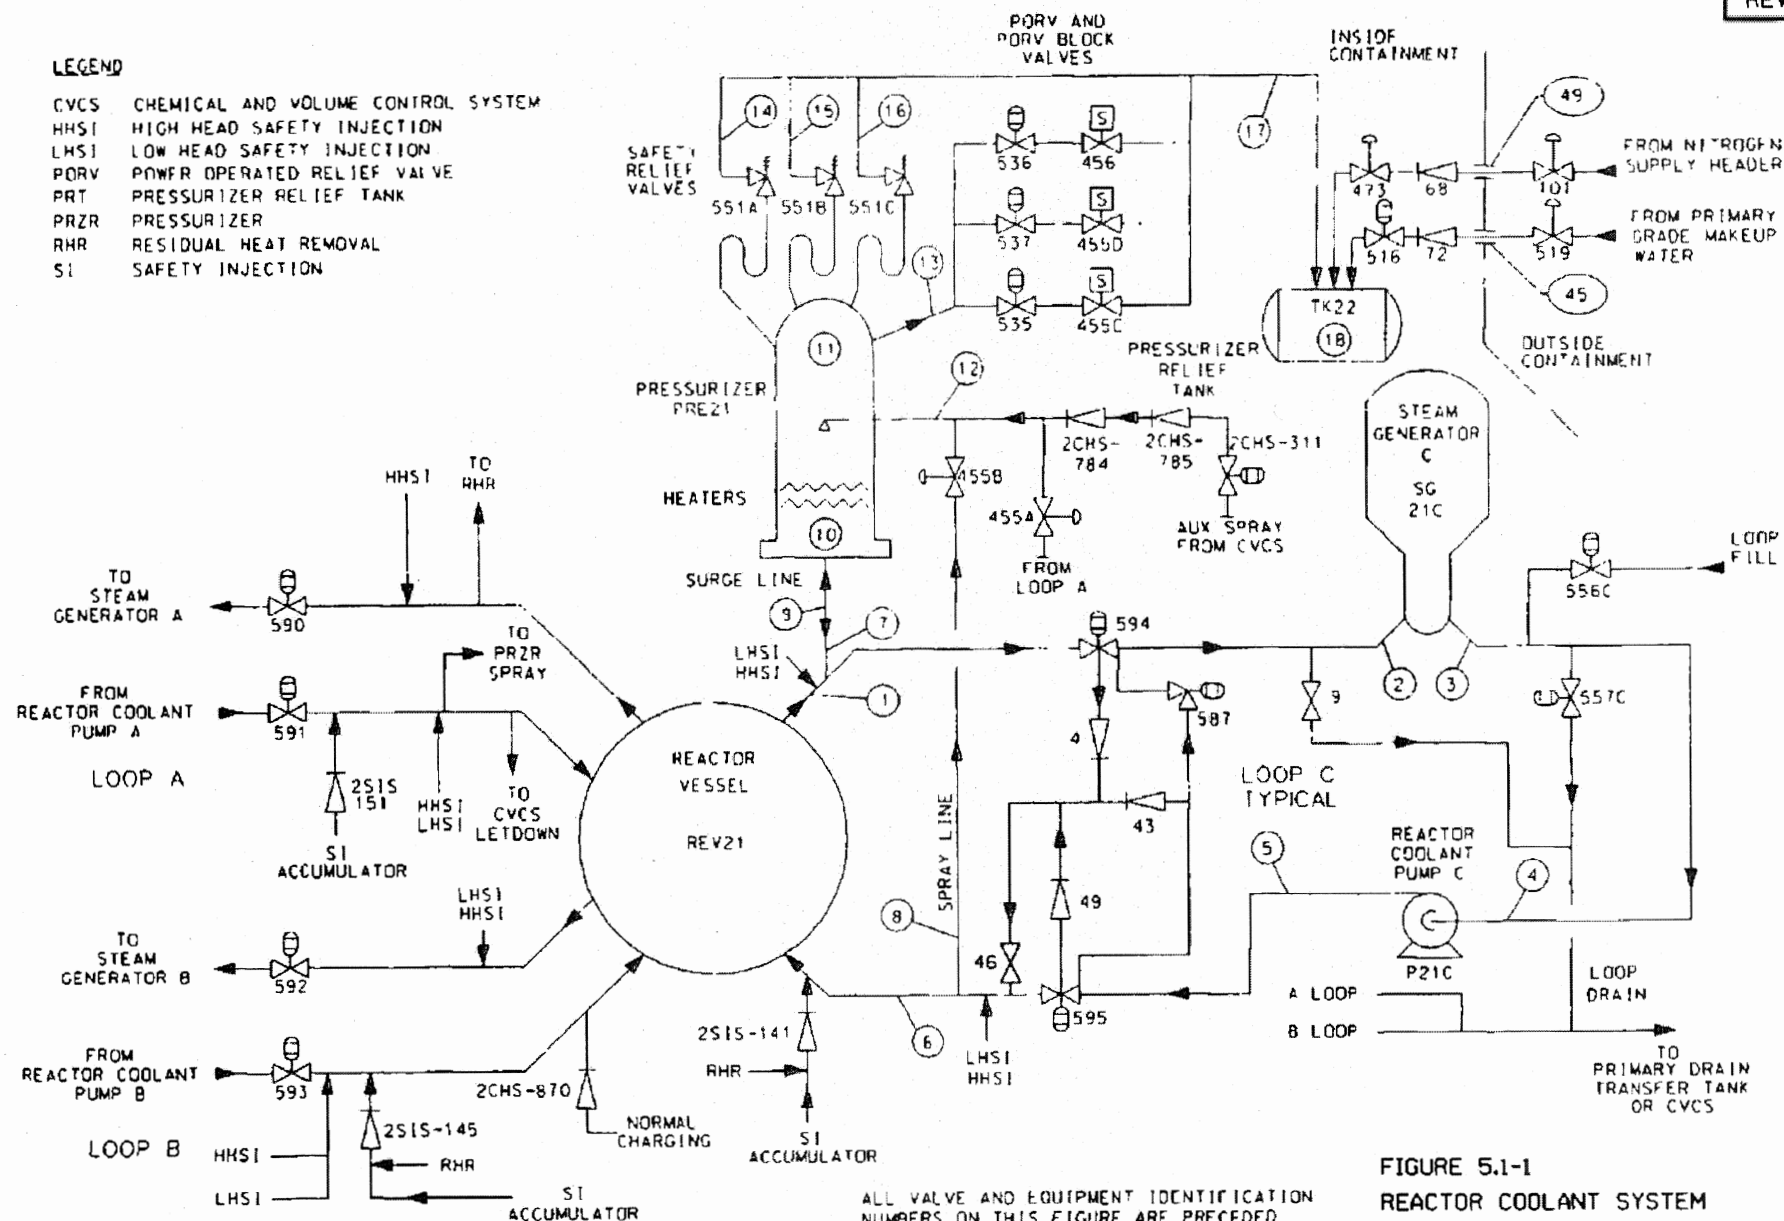 REV
LEGEND
CVCS CHEMICAL AND VOLUME CONTROL SYSTEM
HHSI HIGH HEAD SAFETY INJECTION
LHSI LOW HEAD SAFETY INJECTION
PORV POWER OPERATED RELIEF VALVE
PRT PRESSURIZER RELIEF TANK
PRZR PRESSURIZER
RHR RESIDUAL HEAT REMOVAL
SI SAFETY INJECTION
PORV AND
PORV BLOCK
VALVES
INSIDE
CONTAINMENT
SAFETY
RELIEF
VALVES
14
15
16
17
551A
551B
551C
536
456
537
455D
535
455C
13
49
FROM NITROGEN
SUPPLY HEADER
473
68
101
FROM PRIMARY
GRADE MAKEUP
WATER
516
72
519
45
TK22
18
OUTSIDE
CONTAINMENT
PRESSURIZER
RELIEF
TANK
11
PRESSURIZER
PRE21
12
2CHS-
784
2CHS-
785
2CHS-311
455B
455A
HEATERS
10
AUX SPRAY
FROM CVCS
FROM
LOOP A
STEAM
GENERATOR
C
SG
21C
LOOP
FILL
556C
HHSI
TO
RHR
TO
STEAM
GENERATOR A
590
SURGE LINE
9
7
LHSI
HHSI
1
594
2
3
557C
9
587
4
TO
PRZR
SPRAY
FROM
REACTOR COOLANT
PUMP A
591
LOOP A
2SIS
151
HHSI
LHSI
TO
CVCS
LETDOWN
SI
ACCUMULATOR
REACTOR
VESSEL
REV21
SPRAY LINE
8
43
49
46
LOOP C
TYPICAL
5
REACTOR
COOLANT
PUMP C
4
C
P21C
LOOP
DRAIN
LHSI
HHSI
TO
STEAM
GENERATOR B
592
595
A LOOP
B LOOP
6
LHSI
HHSI
2SIS-141
RHR
SI
ACCUMULATOR
FROM
REACTOR COOLANT
PUMP B
593
2CHS-870
NORMAL
CHARGING
LOOP B
2SIS-145
HHSI
RHR
LHSI
SI
ACCUMULATOR
TO
PRIMARY DRAIN
TRANSFER TANK
OR CVCS
FIGURE 5.1-1
REACTOR COOLANT SYSTEM
ALL VALVE AND EQUIPMENT IDENTIFICATION
NUMBERS ON THIS FIGURE ARE PRECEDED